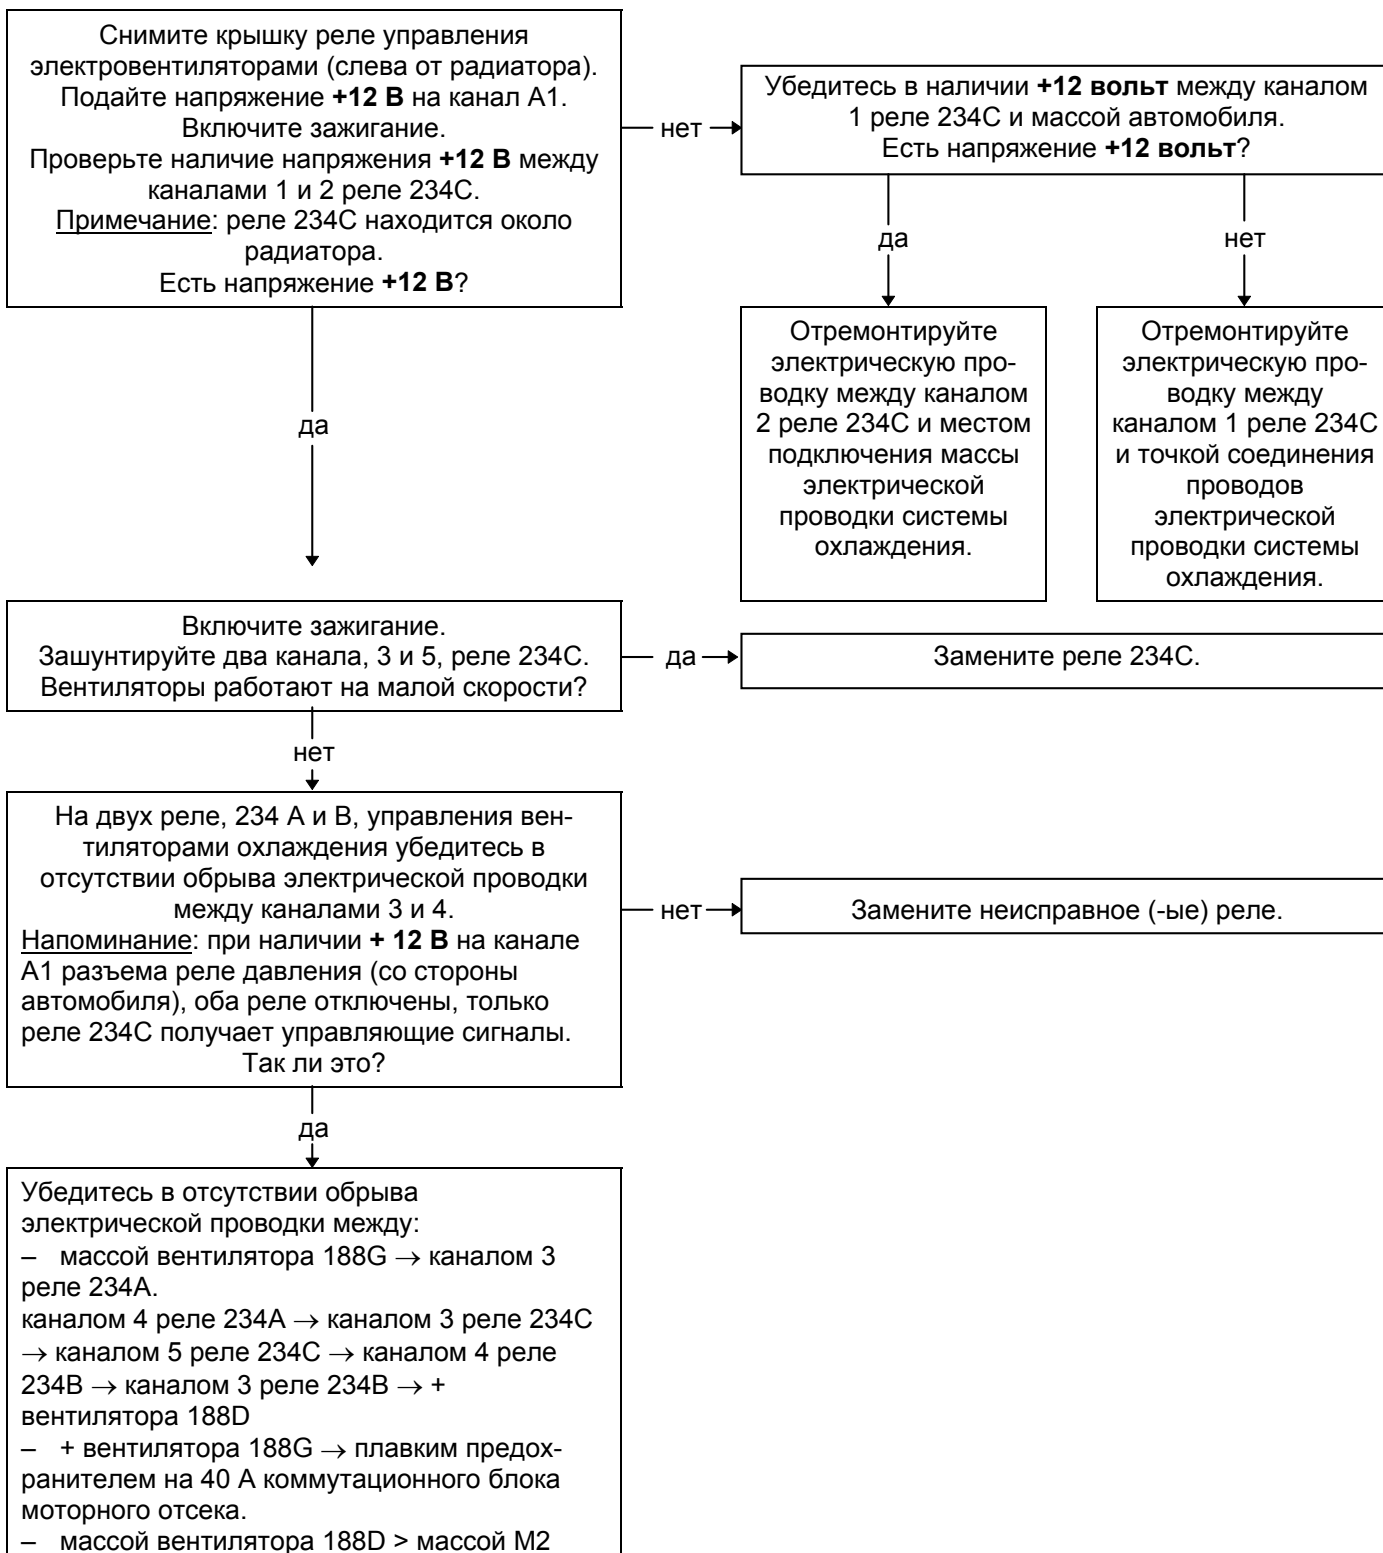 Снимите крышку реле управления
электровентиляторами (слева от радиатора).
Подайте напряжение +12 В на канал А1.
Включите зажигание.
Проверьте наличие напряжения +12 В между
каналами 1 и 2 реле 234С.
Примечание: реле 234С находится около
радиатора.
Есть напряжение +12 В?
нет
Убедитесь в наличии +12 вольт между каналом
1 реле 234С и массой автомобиля.
Есть напряжение +12 вольт?
да
нет
Отремонтируйте
электрическую про-
водку между каналом
2 реле 234С и местом
подключения массы
электрической
проводки системы
охлаждения.
Отремонтируйте
электрическую про-
водку между
каналом 1 реле 234С
и точкой соединения
проводов
электрической
проводки системы
охлаждения.
да
Включите зажигание.
Зашунтируйте два канала, 3 и 5, реле 234С.
Вентиляторы работают на малой скорости?
да
Замените реле 234С.
нет
На двух реле, 234 А и В, управления вен-
тиляторами охлаждения убедитесь в
отсутствии обрыва электрической проводки
между каналами 3 и 4.
Напоминание: при наличии + 12 В на канале
А1 разъема реле давления (со стороны
автомобиля), оба реле отключены, только
реле 234С получает управляющие сигналы.
Так ли это?
нет
Замените неисправное (-ые) реле.
да
Убедитесь в отсутствии обрыва
электрической проводки между:
– массой вентилятора 188G → каналом 3
реле 234А.
каналом 4 реле 234А → каналом 3 реле 234С
→ каналом 5 реле 234С → каналом 4 реле
234В → каналом 3 реле 234В → +
вентилятора 188D
– + вентилятора 188G → плавким предох-
ранителем на 40 А коммутационного блока
моторного отсека.
– массой вентилятора 188D > массой М2